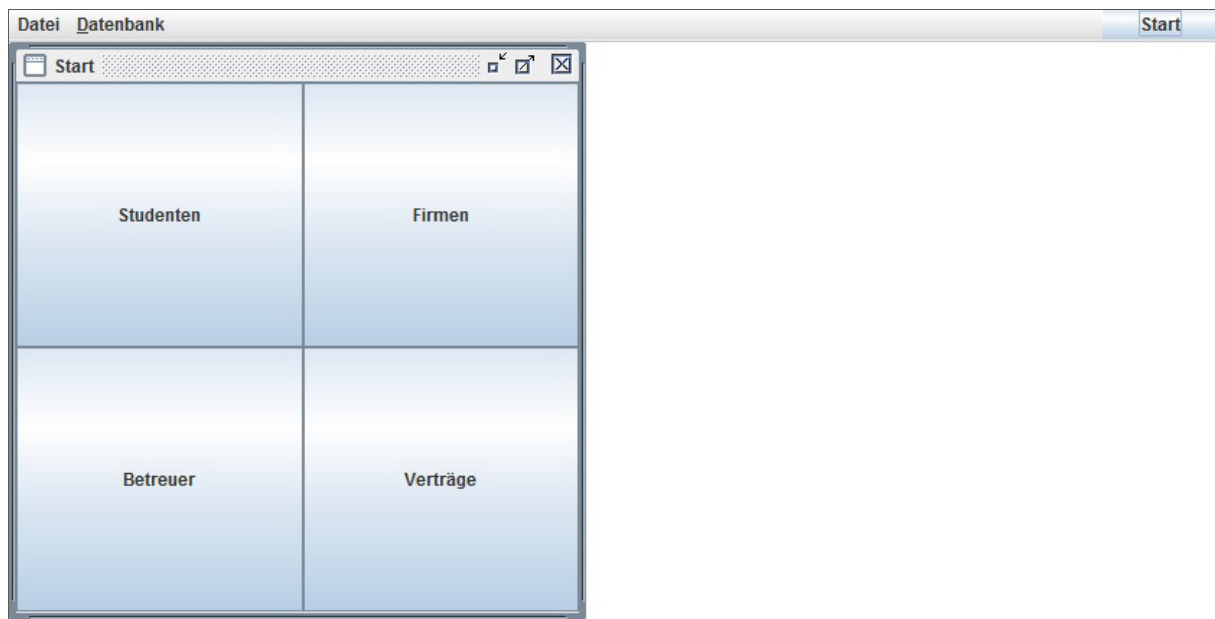 Datei Datenbank Start
Start
Studenten Firmen
Betreuer Verträge